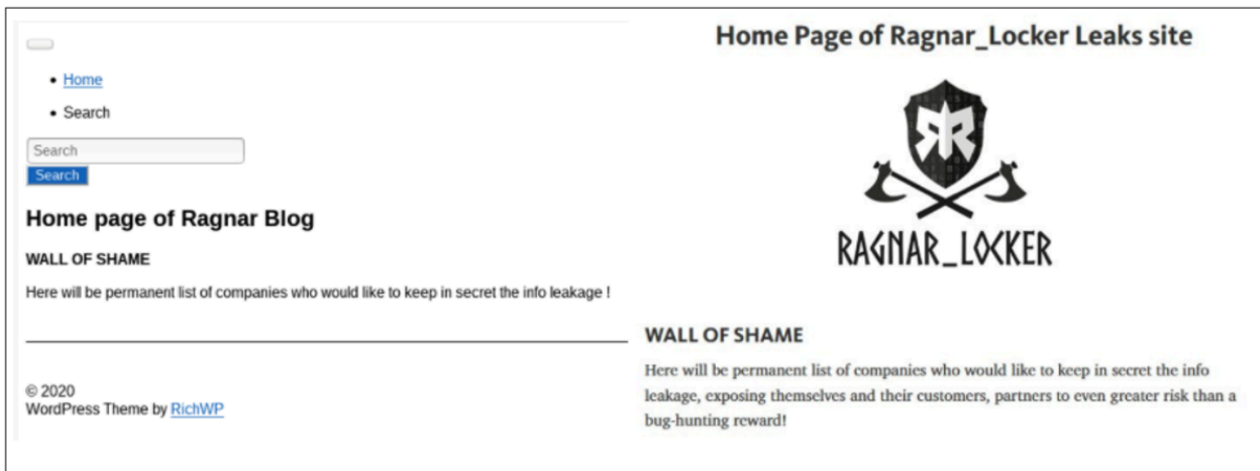 Home
Search
Search
Search
Home page of Ragnar Blog
WALL OF SHAME
Here will be permanent list of companies who would like to keep in secret the info leakage !
© 2020
WordPress Theme by RichWP
Home Page of Ragnar_Locker Leaks site
RAGNAR_LOCKER
WALL OF SHAME
Here will be permanent list of companies who would like to keep in secret the info
leakage, exposing themselves and their customers, partners to even greater risk than a
bug-hunting reward!